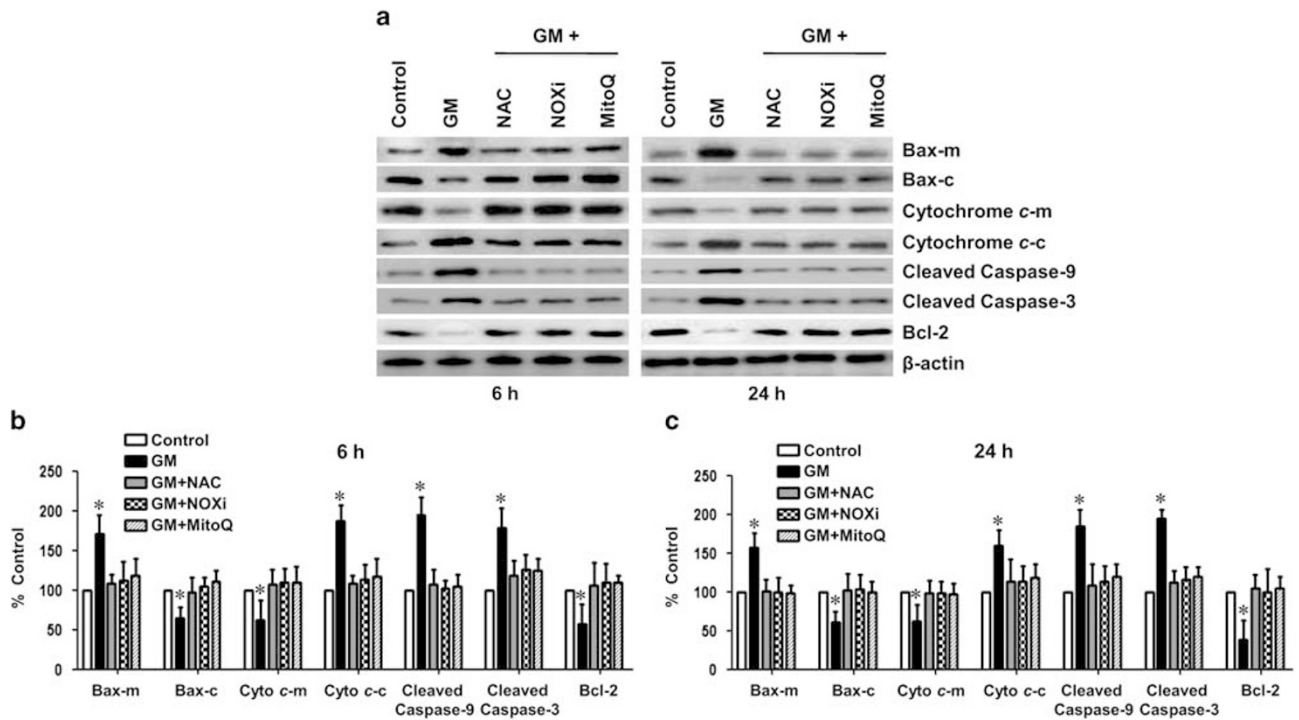 a
GM +
GM +
Control
GM
NAC
NOXi
MitoQ
Control
GM
NAC
NOXi
MitoQ
Bax-m
Bax-c
Cytochrome c-m
Cytochrome c-c
Cleaved Caspase-9
Cleaved Caspase-3
Bcl-2
β-actin
6 h
24 h
b
Control
GM
GM+NAC
GM+NOXi
GM+MitoQ
6 h
% Control
250
200
150
100
50
0
*
*
*
*
*
*
*
Bax-m
Bax-c
Cyto c-m
Cyto c-c
Cleaved
Caspase-9
Cleaved
Caspase-3
Bcl-2
c
Control
GM
GM+NAC
GM+NOXi
GM+MitoQ
24 h
% Control
250
200
150
100
50
0
*
*
*
*
*
*
*
Bax-m
Bax-c
Cyto c-m
Cyto c-c
Cleaved
Caspase-9
Cleaved
Caspase-3
Bcl-2